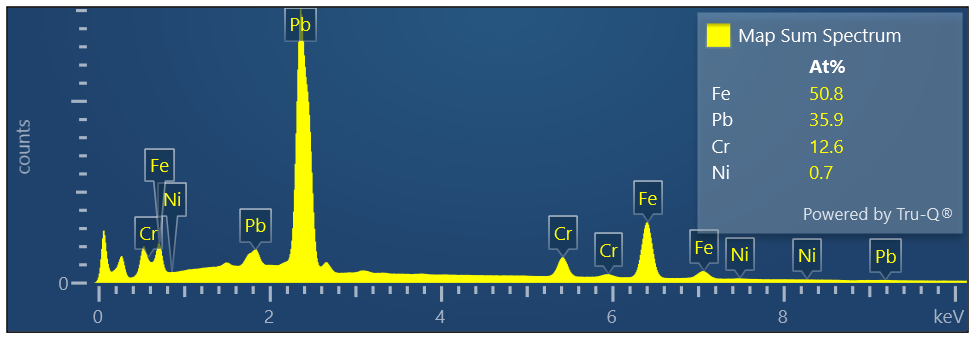 Pb
Map Sum Spectrum
At%
Fe 50.8
Pb 35.9
Cr 12.6
Ni 0.7
Powered by Tru-Q®
counts
Fe
Ni
Cr
Pb
Cr
Cr
Fe
Fe
Ni
Ni
Pb
0
0 2 4 6 8 keV